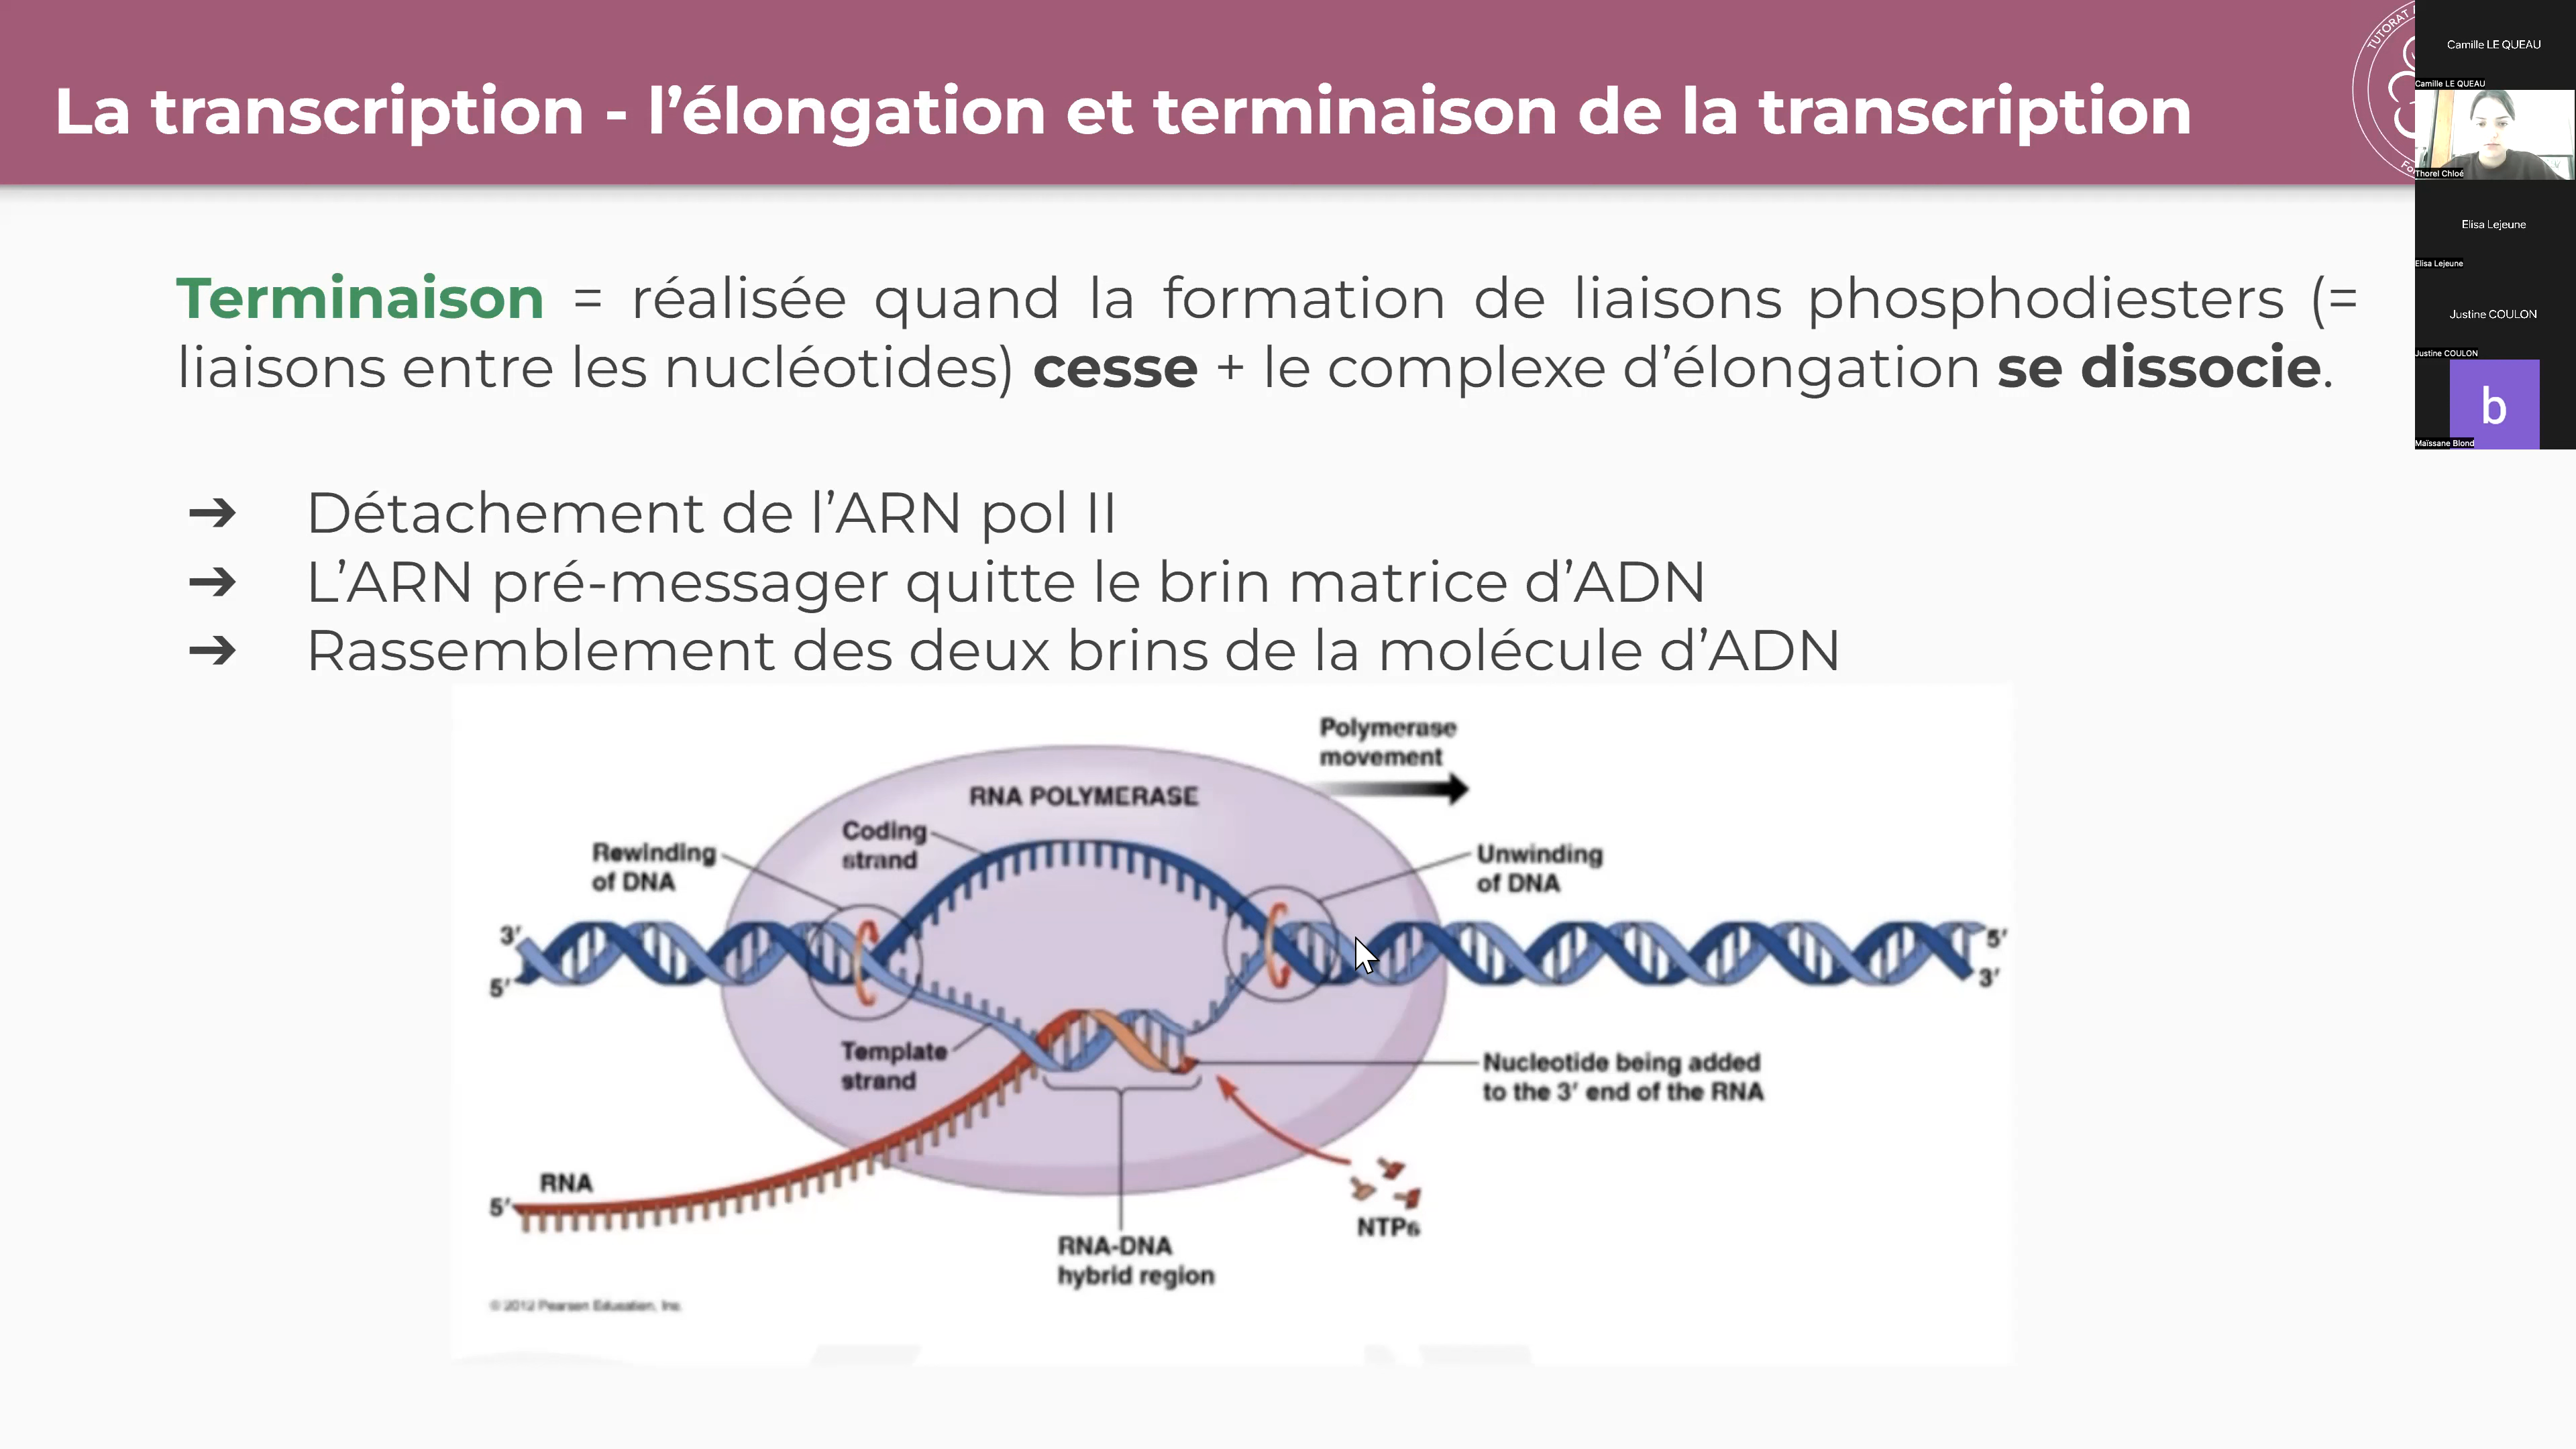 La transcription - l’élongation et terminaison de la transcription
Terminaison = réalisée quand la formation de liaisons phosphodiesters (=
liaisons entre les nucléotides) cesse + le complexe d’élongation se dissocie.
➔ Détachement de l’ARN pol II
➔ L’ARN pré-messager quitte le brin matrice d’ADN
➔ Rassemblement des deux brins de la molécule d’ADN
Polymerase
movement
RNA POLYMERASE
Coding
strand
Rewinding
of DNA
Unwinding
of DNA
3′
5′
5′
3′
Template
strand
Nucleotide being added
to the 3′ end of the RNA
RNA
5′
NTPs
RNA-DNA
hybrid region
© 2012 Pearson Education, Inc.
TUTORAT
Camille LE QUEAU
Camille LE QUEAU
Thorel Chloé
Elisa Lejeune
Elisa Lejeune
Justine COULON
Justine COULON
b
Maïssane Blond